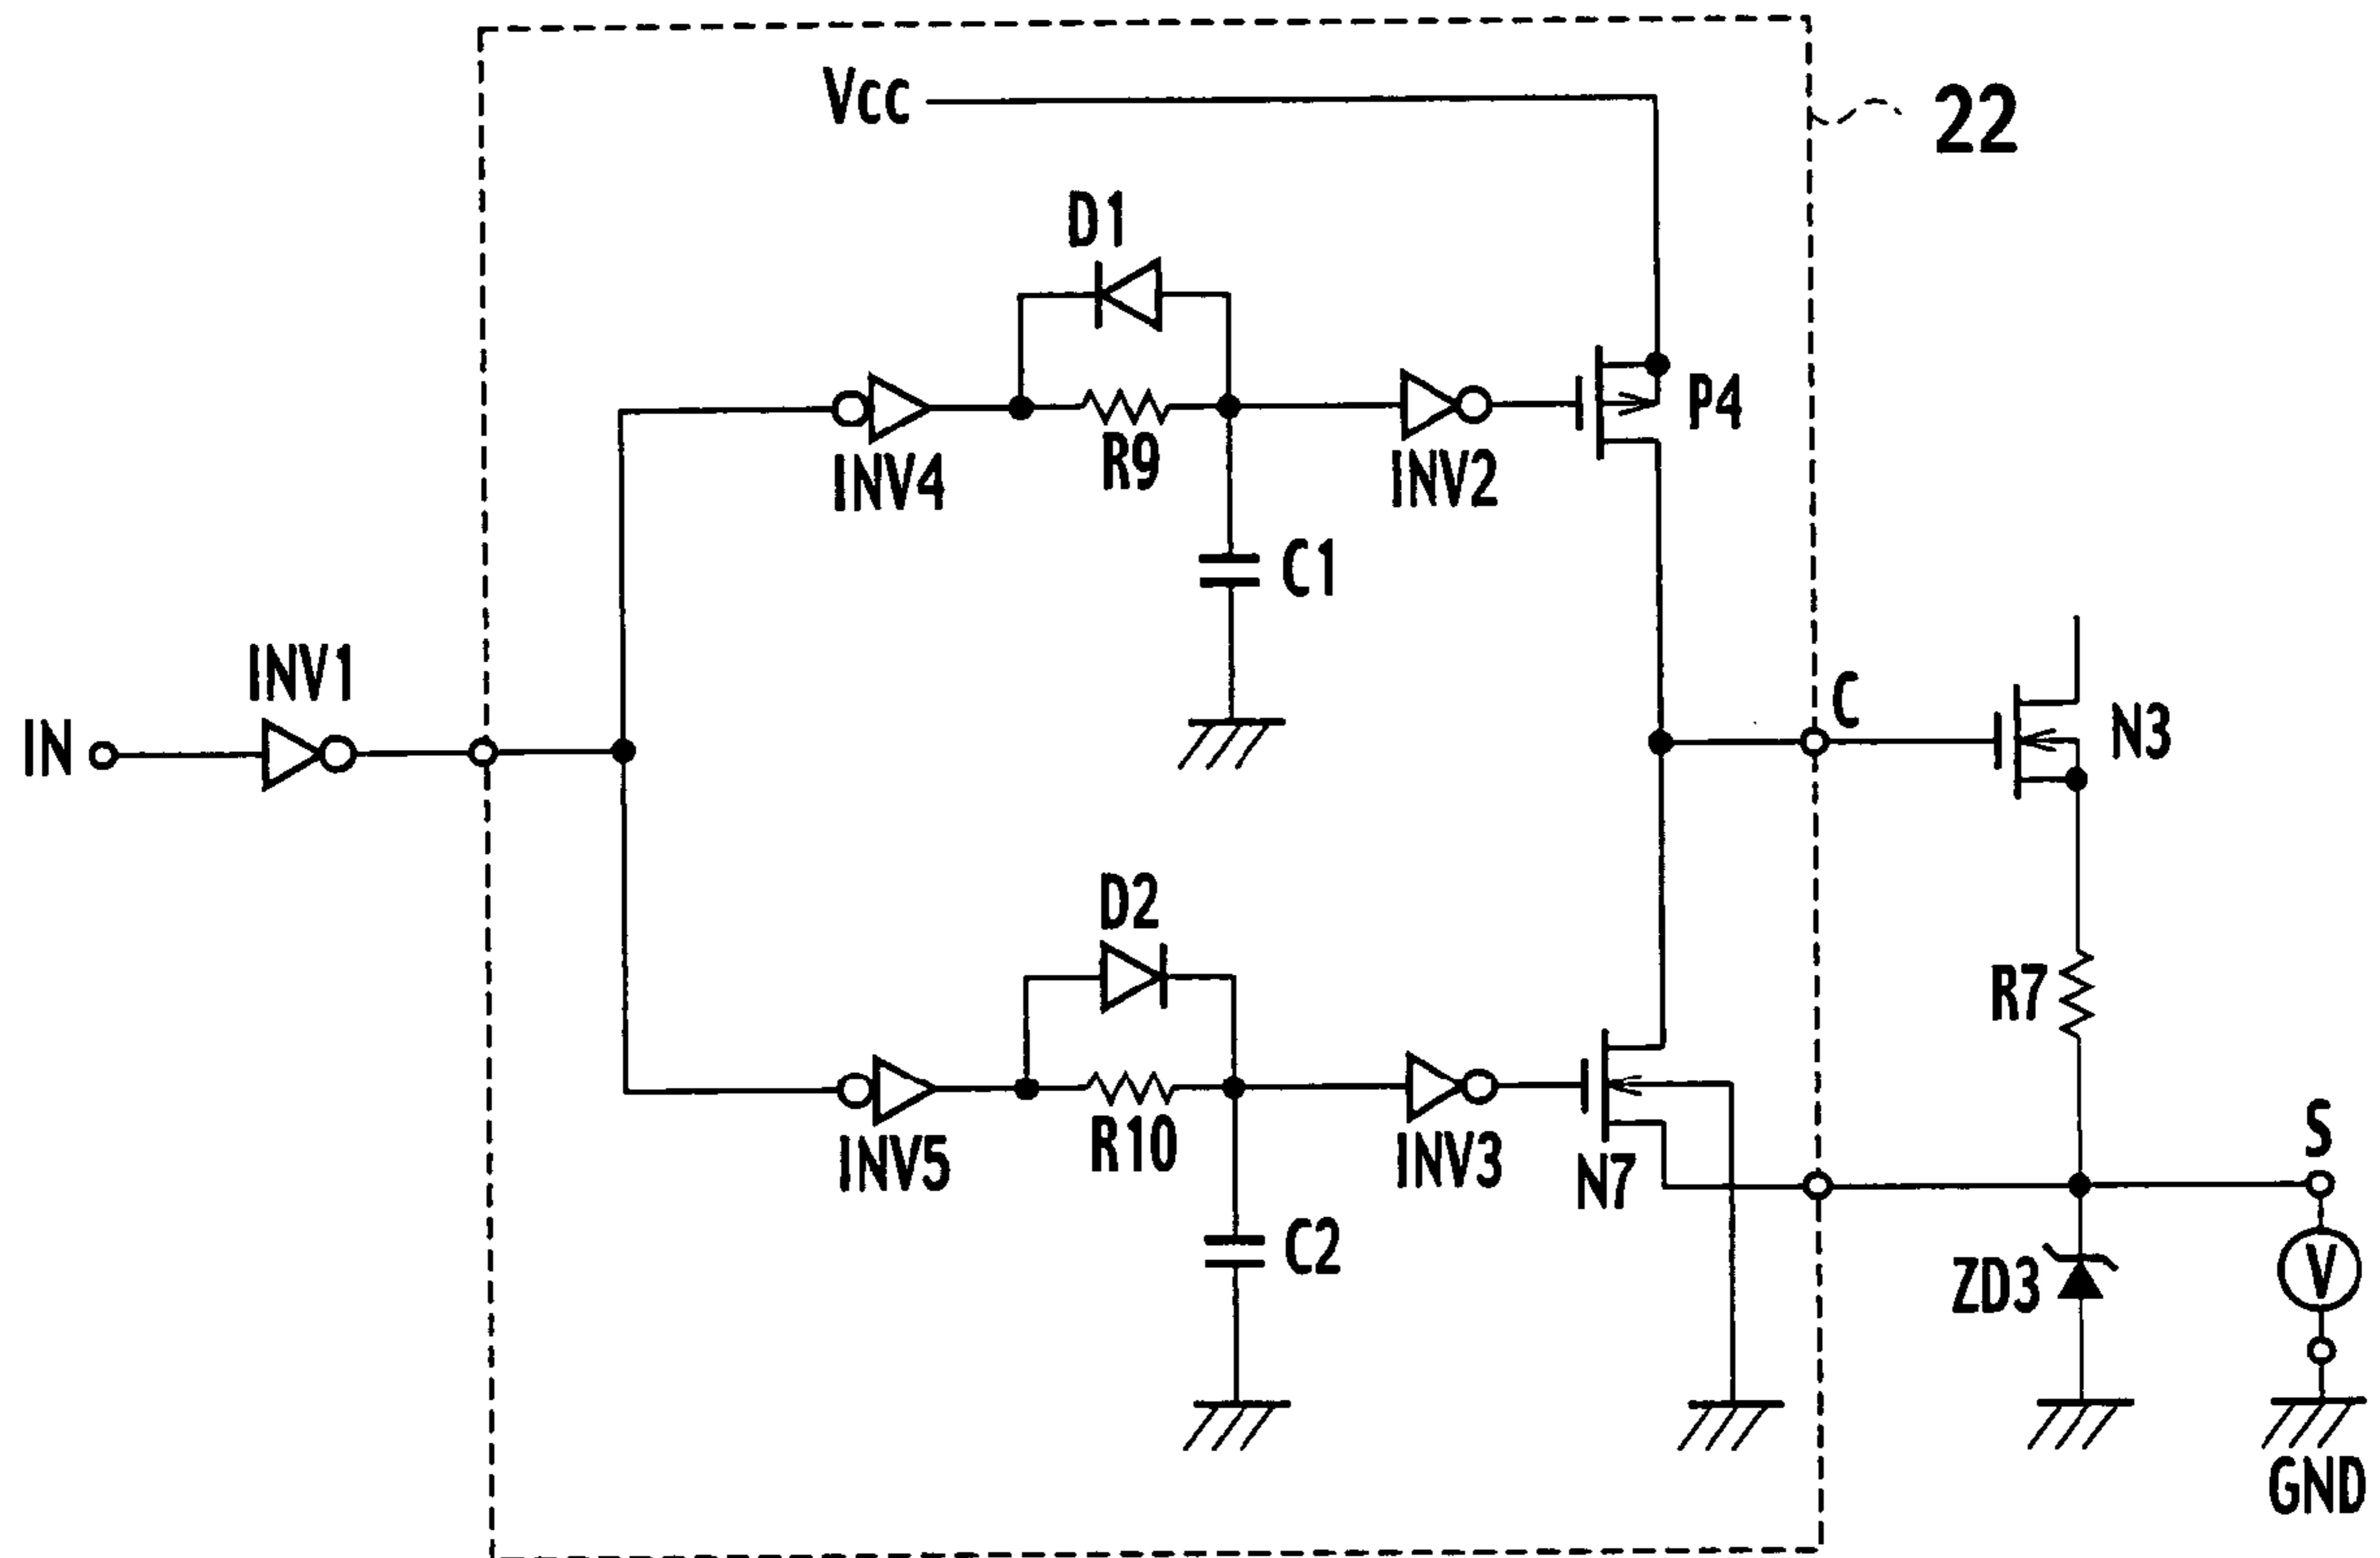 Vcc
22
D1
P4
INV4
R9
INV2
C1
INV1
IN
C
N3
D2
R7
INV5
R10
INV3
N7
S
C2
ZD3
V
GND